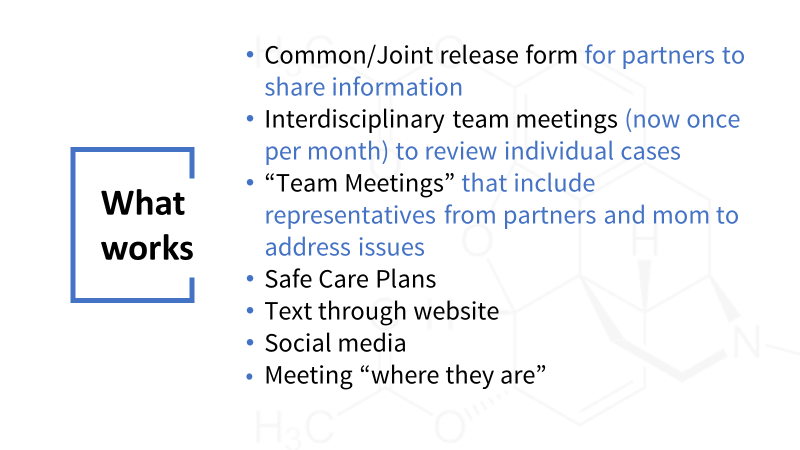 What
works
• Common/Joint release form for partners to
share information
• Interdisciplinary team meetings (now once
per month) to review individual cases
• “Team Meetings” that include
representatives from partners and mom to
address issues
• Safe Care Plans
• Text through website
• Social media
• Meeting “where they are”
H₃C
O
O
H
O H
N
H₃C
O